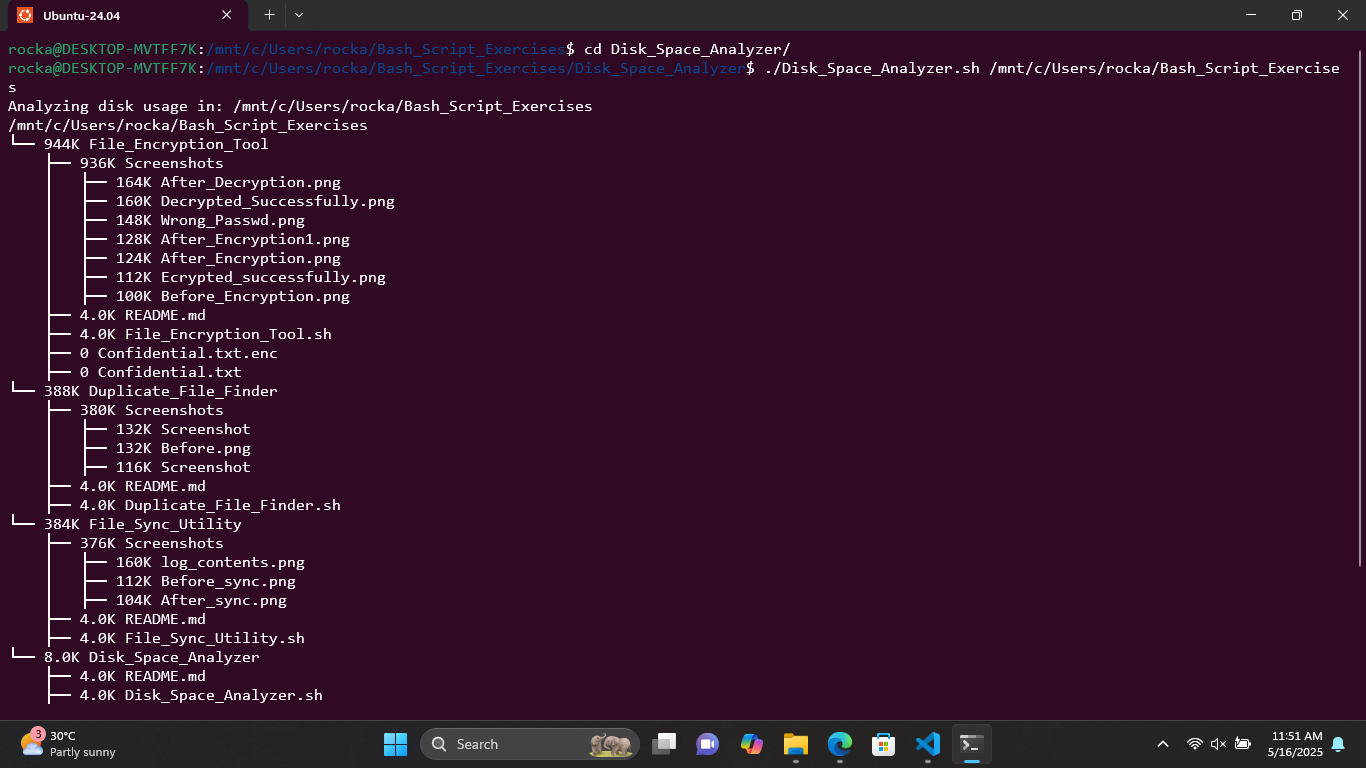 Ubuntu-24.04
rocka@DESKTOP-MVTFF7K:/mnt/c/Users/rocka/Bash_Script_Exercises$ cd Disk_Space_Analyzer/
rocka@DESKTOP-MVTFF7K:/mnt/c/Users/rocka/Bash_Script_Exercises/Disk_Space_Analyzer$ ./Disk_Space_Analyzer.sh /mnt/c/Users/rocka/Bash_Script_Exercise
s
Analyzing disk usage in: /mnt/c/Users/rocka/Bash_Script_Exercises
/mnt/c/Users/rocka/Bash_Script_Exercises
└── 944K File_Encryption_Tool
    ├── 936K Screenshots
    │   ├── 164K After_Decryption.png
    │   ├── 160K Decrypted_Successfully.png
    │   ├── 148K Wrong_Passwd.png
    │   ├── 128K After_Encryption1.png
    │   ├── 124K After_Encryption.png
    │   ├── 112K Ecrypted_successfully.png
    │   ├── 100K Before_Encryption.png
    ├── 4.0K README.md
    ├── 4.0K File_Encryption_Tool.sh
    ├── 0 Confidential.txt.enc
    ├── 0 Confidential.txt
└── 388K Duplicate_File_Finder
    ├── 380K Screenshots
    │   ├── 132K Screenshot
    │   ├── 132K Before.png
    │   ├── 116K Screenshot
    ├── 4.0K README.md
    ├── 4.0K Duplicate_File_Finder.sh
└── 384K File_Sync_Utility
    ├── 376K Screenshots
    │   ├── 160K log_contents.png
    │   ├── 112K Before_sync.png
    │   ├── 104K After_sync.png
    ├── 4.0K README.md
    ├── 4.0K File_Sync_Utility.sh
└── 8.0K Disk_Space_Analyzer
    ├── 4.0K README.md
    ├── 4.0K Disk_Space_Analyzer.sh
3
30°C
Partly sunny
Search
11:51 AM
5/16/2025